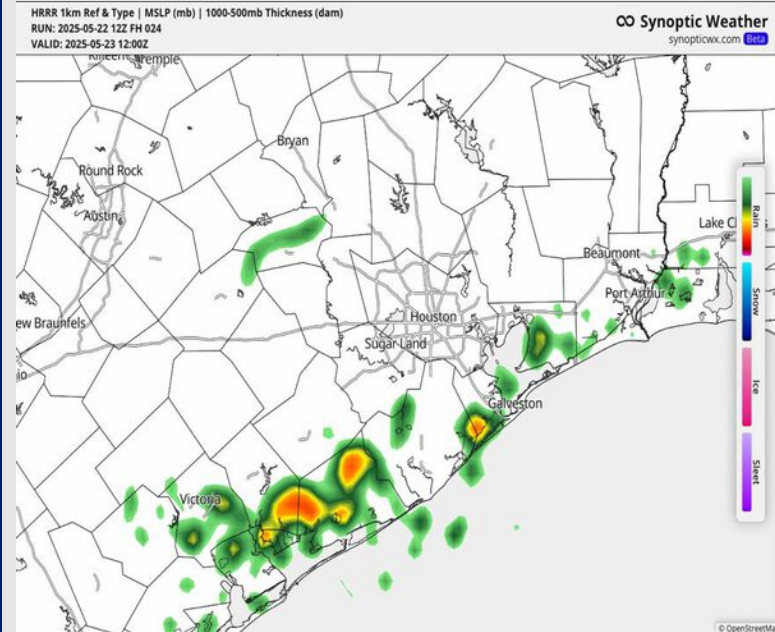 HRRR 1km Ref & Type | MSLP (mb) | 1000-500mb Thickness (dam)
RUN: 2025-05-22 12Z FH 024
VALID: 2025-05-23 12:00Z
Synoptic Weather
synopticwx.com Beta
Bryan
Round Rock
Austin
Rain
Lake C
Beaumont
Port Arthur
Snow
ew Braunfels
Houston
Sugar Land
Ice
Galveston
Sleet
Victoria
© OpenStreetMa